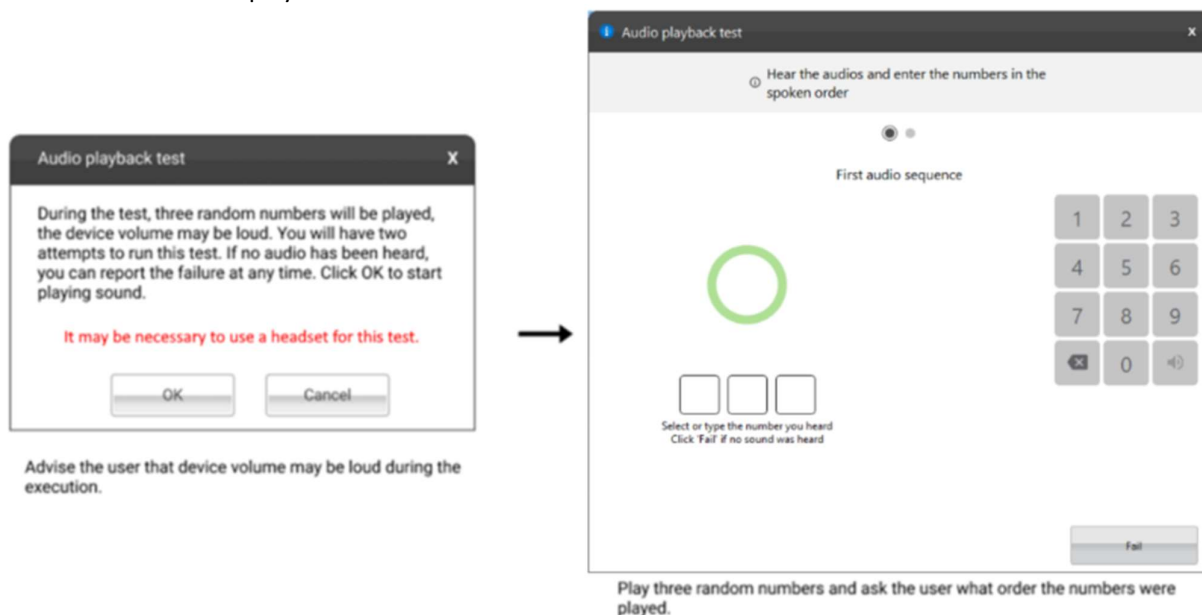 Audio playback test x
During the test, three random numbers will be played,
the device volume may be loud. You will have two
attempts to run this test. If no audio has been heard,
you can report the failure at any time. Click OK to start
playing sound.
It may be necessary to use a headset for this test.
OK Cancel
Advise the user that device volume may be loud during the
execution.
Audio playback test x
Hear the audios and enter the numbers in the
spoken order
First audio sequence
1 2 3
4 5 6
7 8 9
0
Select or type the number you heard
Click 'Fail' if no sound was heard
Fail
Play three random numbers and ask the user what order the numbers were
played.